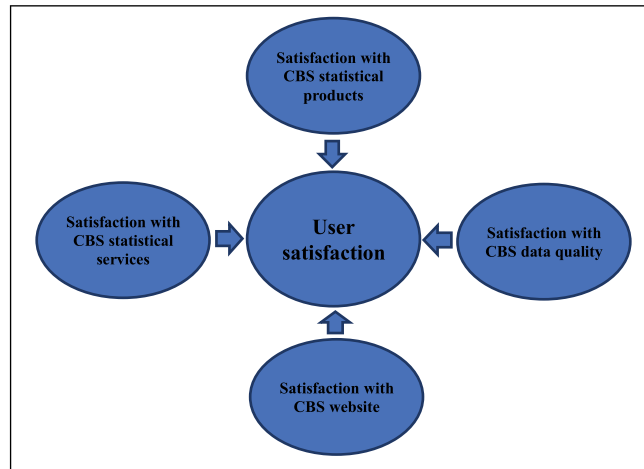 Satisfaction with
CBS statistical
products
Satisfaction with
CBS statistical
services
User
satisfaction
Satisfaction with
CBS data quality
Satisfaction with
CBS website